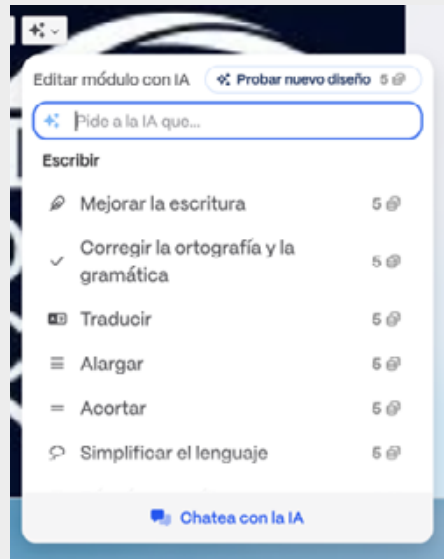 Editar módulo con IA Probar nuevo diseño 5
Pide a la IA que...
Escribir
Mejorar la escritura 5
Corregir la ortografía y la
gramática 5
Traducir 5
Alargar 5
Acortar 5
Simplificar el lenguaje 5
Chatea con la IA